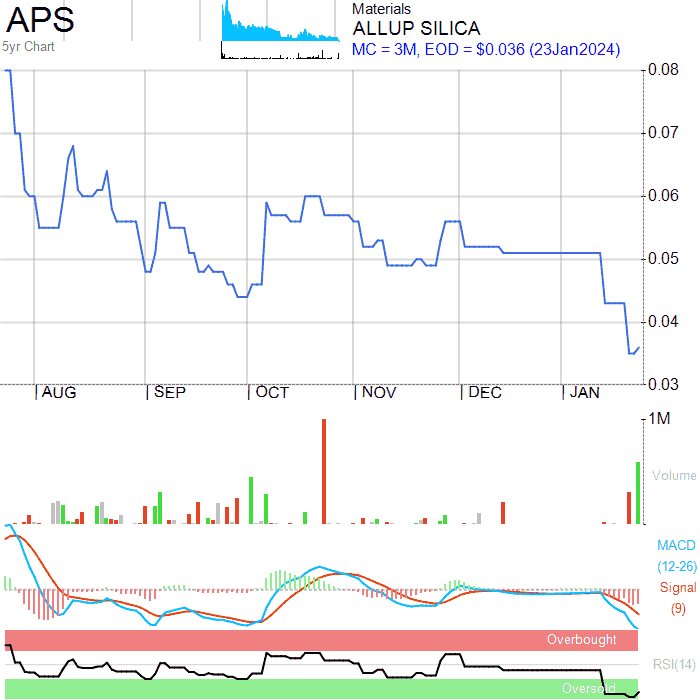 APS
5yr Chart
Materials
ALLUP SILICA
MC = 3M, EOD = $0.036 (23Jan2024)
0.08
0.07
0.06
0.05
0.04
0.03
AUG SEP OCT NOV DEC JAN
1M
Volume
MACD
(12-26)
Signal
(9)
Overbought
RSI(14)
Oversold